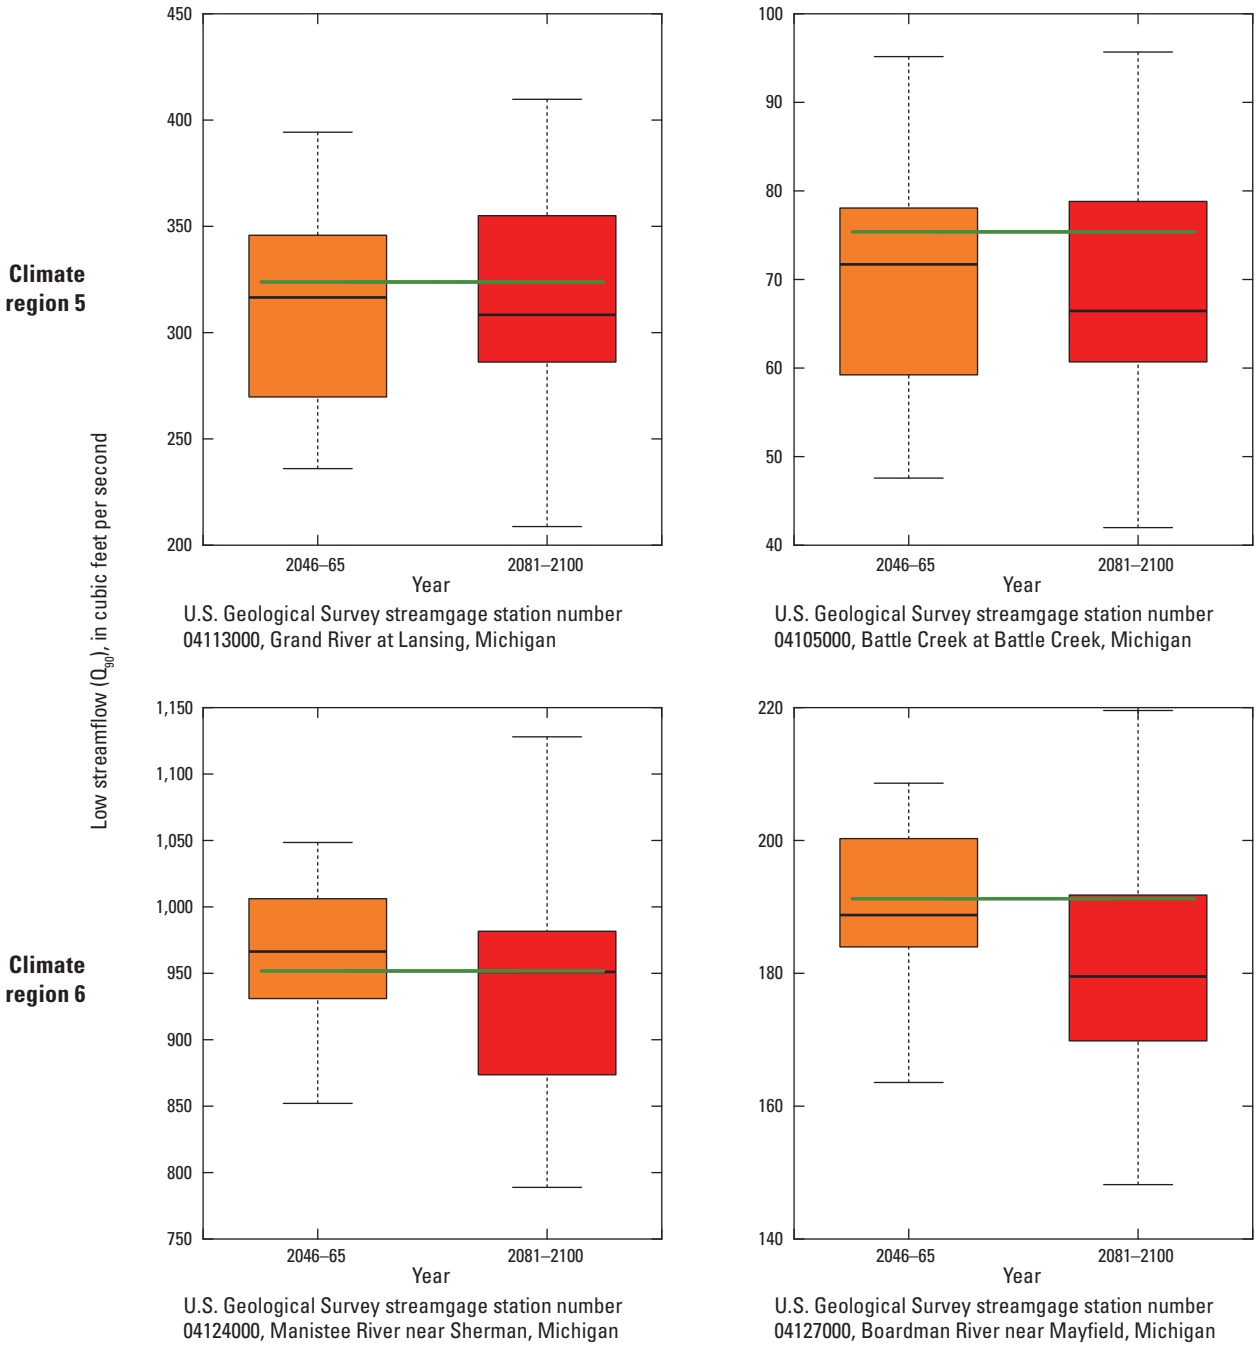 Climate
region 5
Low streamflow (Q90), in cubic feet per second
450
400
350
300
250
200
2046–65
2081–2100
Year
U.S. Geological Survey streamgage station number
04113000, Grand River at Lansing, Michigan
100
90
80
70
60
50
40
2046–65
2081–2100
Year
U.S. Geological Survey streamgage station number
04105000, Battle Creek at Battle Creek, Michigan
Climate
region 6
1,150
1,100
1,050
1,000
950
900
850
800
750
2046–65
2081–2100
Year
U.S. Geological Survey streamgage station number
04124000, Manistee River near Sherman, Michigan
220
200
180
160
140
2046–65
2081–2100
Year
U.S. Geological Survey streamgage station number
04127000, Boardman River near Mayfield, Michigan